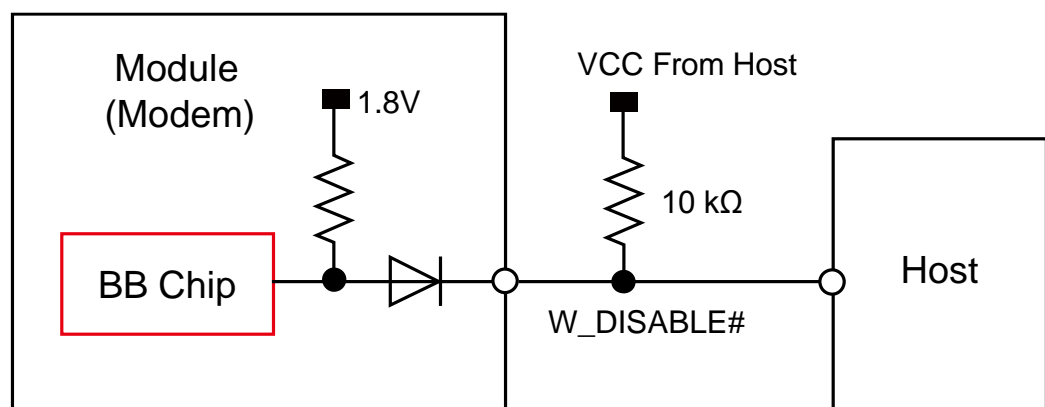 Module
(Modem)
1.8V
VCC From Host
10 kΩ
BB Chip
Host
W_DISABLE#